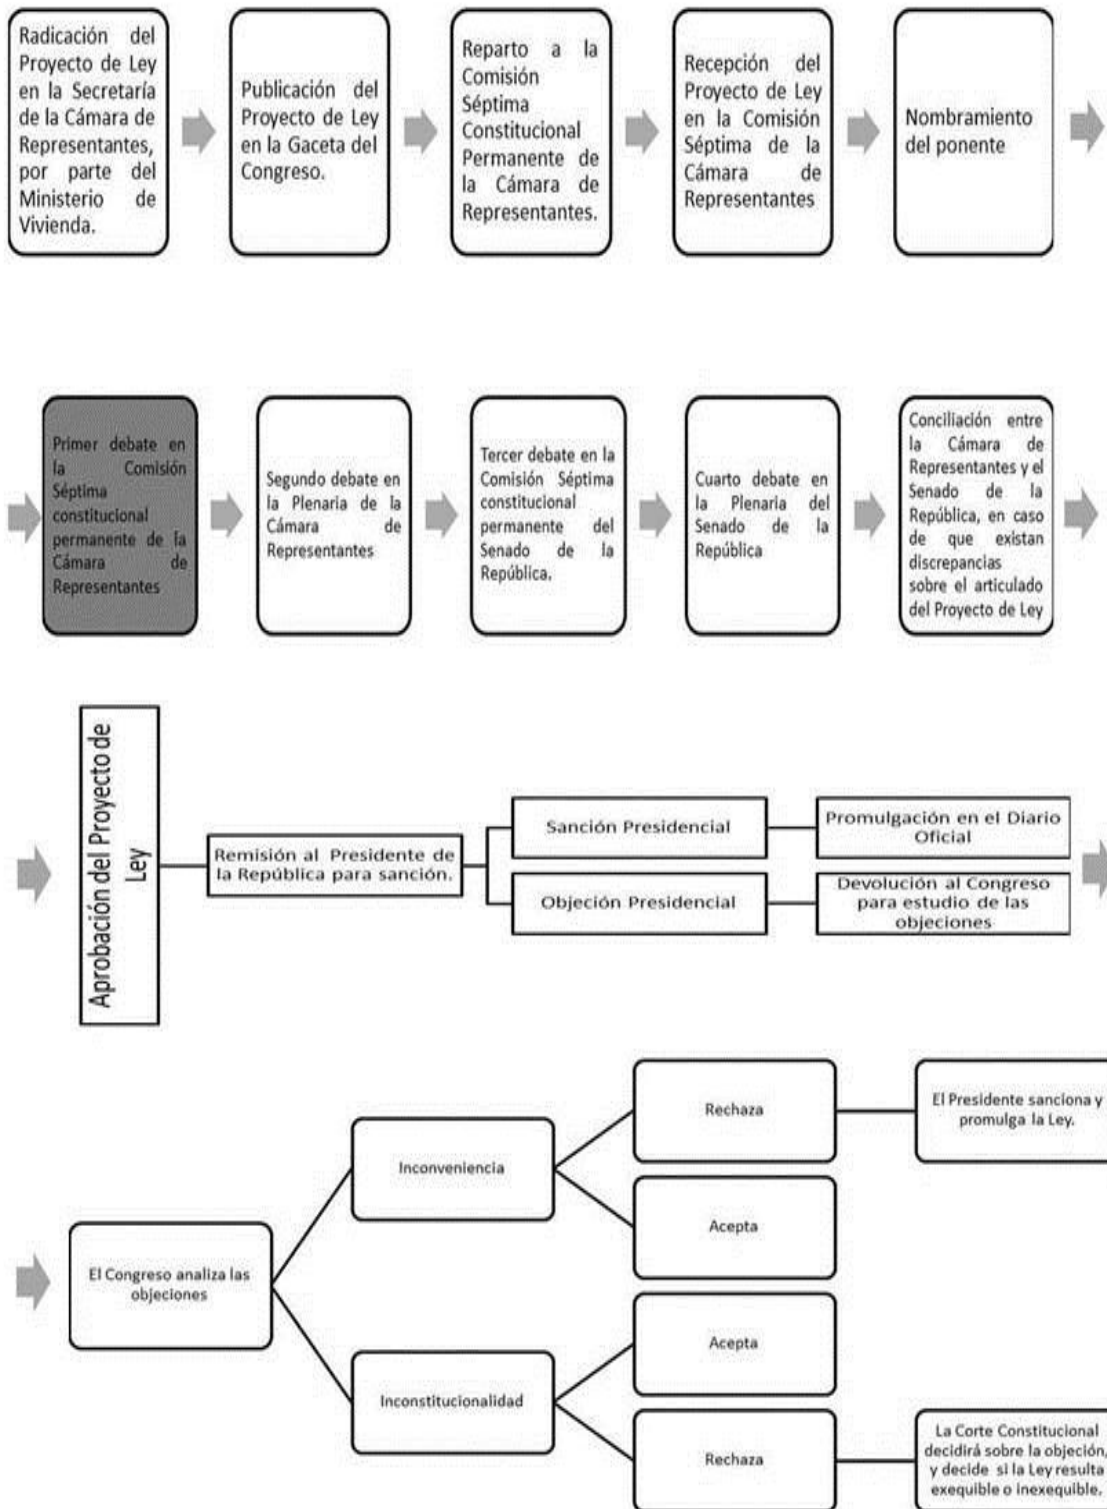 Radicación del
Proyecto de Ley
en la Secretaría
de la Cámara de
Representantes,
por parte del
Ministerio de
Vivienda.
Publicación del
Proyecto de Ley
en la Gaceta del
Congreso.
Reparto a la
Comisión
Séptima
Constitucional
Permanente de
la Cámara de
Representantes.
Recepción del
Proyecto de Ley
en la Comisión
Séptima de la
Cámara de
Representantes
Nombramiento
del ponente
Primer debate en
la Comisión
Séptima
constitucional
permanente de la
Cámara de
Representantes
Segundo debate en
la Plenaria de la
Cámara de
Representantes
Tercer debate en la
Comisión Séptima
constitucional
permanente del
Senado de la
República.
Cuarto debate en
la Plenaria del
Senado de la
República
Conciliación entre
la Cámara de
Representantes y el
Senado de la
República, en caso
de que existan
discrepancias
sobre el articulado
del Proyecto de Ley
Aprobación del Proyecto de
Ley
Remisión al Presidente de
la República para sanción.
Sanción Presidencial
Promulgación en el Diario
Oficial
Objeción Presidencial
Devolución al Congreso
para estudio de las
objeciones
El Congreso analiza las
objeciones
Inconveniencia
Rechaza
El Presidente sanciona y
promulga la Ley.
Acepta
Inconstitucionalidad
Acepta
Rechaza
La Corte Constitucional
decidirá sobre la objeción,
y decide si la Ley resulta
exequible o inexequible.